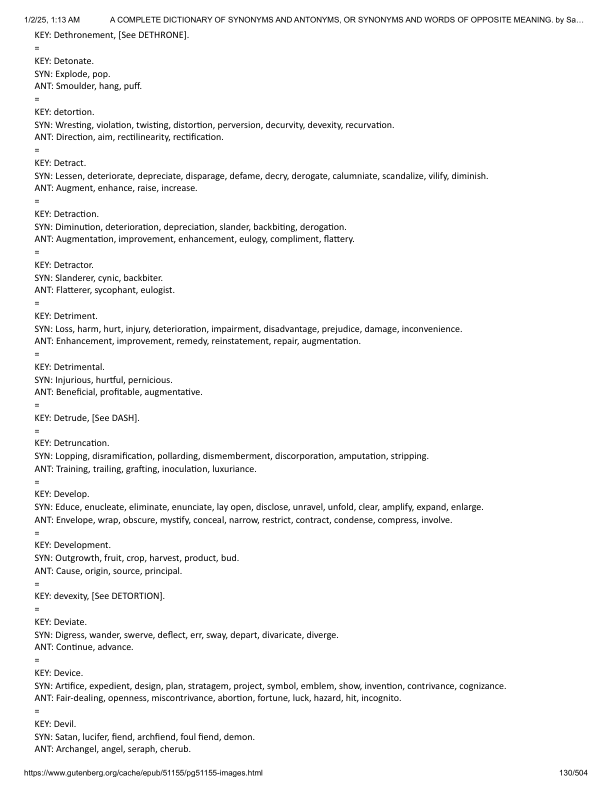 1/2/25, 1:13 AM A COMPLETE DICTIONARY OF SYNONYMS AND ANTONYMS, OR SYNONYMS AND WORDS OF OPPOSITE MEANING. by Sa…
KEY: Dethronement, [See DETHRONE].
=
KEY: Detonate.
SYN: Explode, pop.
ANT: Smoulder, hang, puff.
=
KEY: detortion.
SYN: Wresting, violation, twisting, distortion, perversion, decurvity, devexity, recurvation.
ANT: Direction, aim, rectilinearity, rectification.
=
KEY: Detract.
SYN: Lessen, deteriorate, depreciate, disparage, defame, decry, derogate, calumniate, scandalize, vilify, diminish.
ANT: Augment, enhance, raise, increase.
=
KEY: Detraction.
SYN: Diminution, deterioration, depreciation, slander, backbiting, derogation.
ANT: Augmentation, improvement, enhancement, eulogy, compliment, flattery.
=
KEY: Detractor.
SYN: Slanderer, cynic, backbiter.
ANT: Flatterer, sycophant, eulogist.
=
KEY: Detriment.
SYN: Loss, harm, hurt, injury, deterioration, impairment, disadvantage, prejudice, damage, inconvenience.
ANT: Enhancement, improvement, remedy, reinstatement, repair, augmentation.
=
KEY: Detrimental.
SYN: Injurious, hurtful, pernicious.
ANT: Beneficial, profitable, augmentative.
=
KEY: Detrude, [See DASH].
=
KEY: Detruncation.
SYN: Lopping, disramification, pollarding, dismemberment, discorporation, amputation, stripping.
ANT: Training, trailing, grafting, inoculation, luxuriance.
=
KEY: Develop.
SYN: Educe, enucleate, eliminate, enunciate, lay open, disclose, unravel, unfold, clear, amplify, expand, enlarge.
ANT: Envelope, wrap, obscure, mystify, conceal, narrow, restrict, contract, condense, compress, involve.
=
KEY: Development.
SYN: Outgrowth, fruit, crop, harvest, product, bud.
ANT: Cause, origin, source, principal.
=
KEY: devexity, [See DETORTION].
=
KEY: Deviate.
SYN: Digress, wander, swerve, deflect, err, sway, depart, divaricate, diverge.
ANT: Continue, advance.
=
KEY: Device.
SYN: Artifice, expedient, design, plan, stratagem, project, symbol, emblem, show, invention, contrivance, cognizance.
ANT: Fair-dealing, openness, miscontrivance, abortion, fortune, luck, hazard, hit, incognito.
=
KEY: Devil.
SYN: Satan, lucifer, fiend, archfiend, foul fiend, demon.
ANT: Archangel, angel, seraph, cherub.
https://www.gutenberg.org/cache/epub/51155/pg51155-images.html 130/504